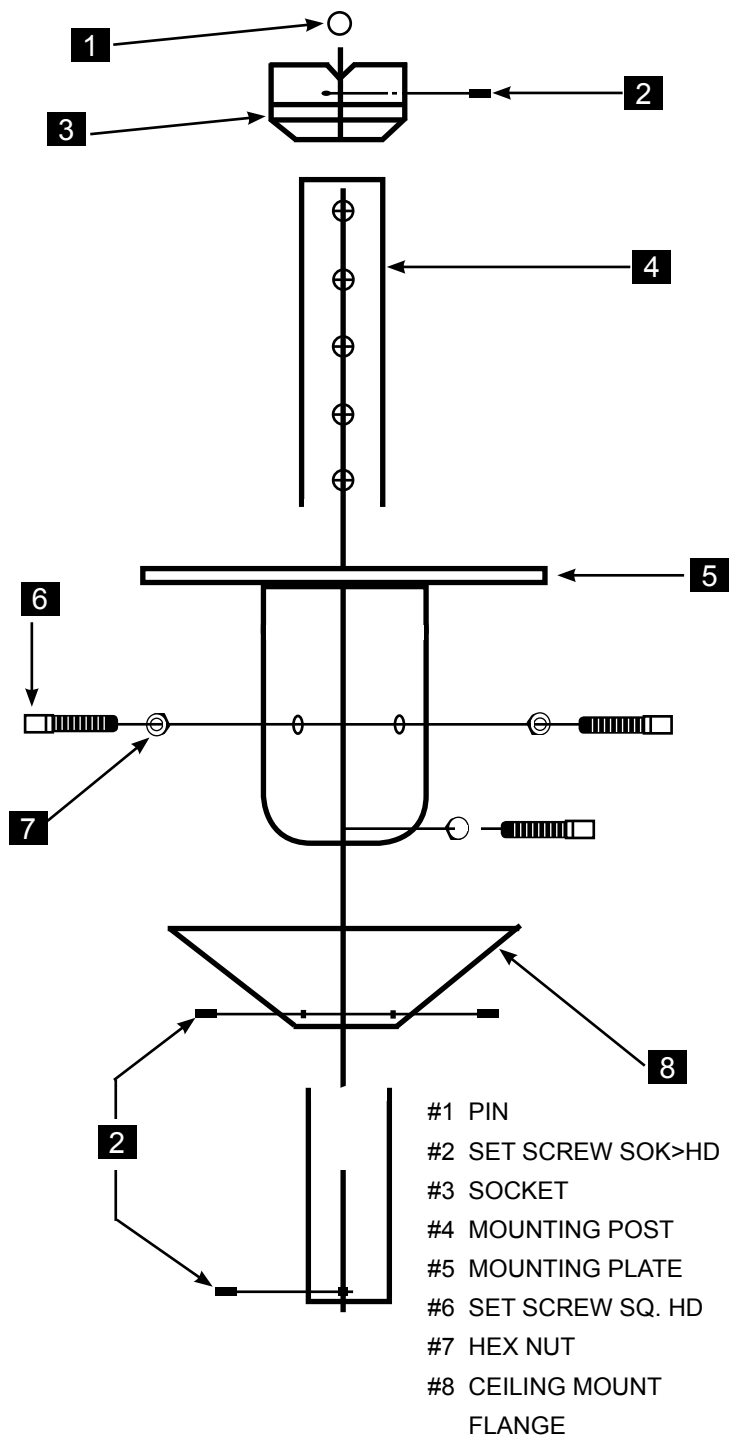 1
2
3
4
5
6
7
8
2
#1 PIN
#2 SET SCREW SOK>HD
#3 SOCKET
#4 MOUNTING POST
#5 MOUNTING PLATE
#6 SET SCREW SQ. HD
#7 HEX NUT
#8 CEILING MOUNT
FLANGE